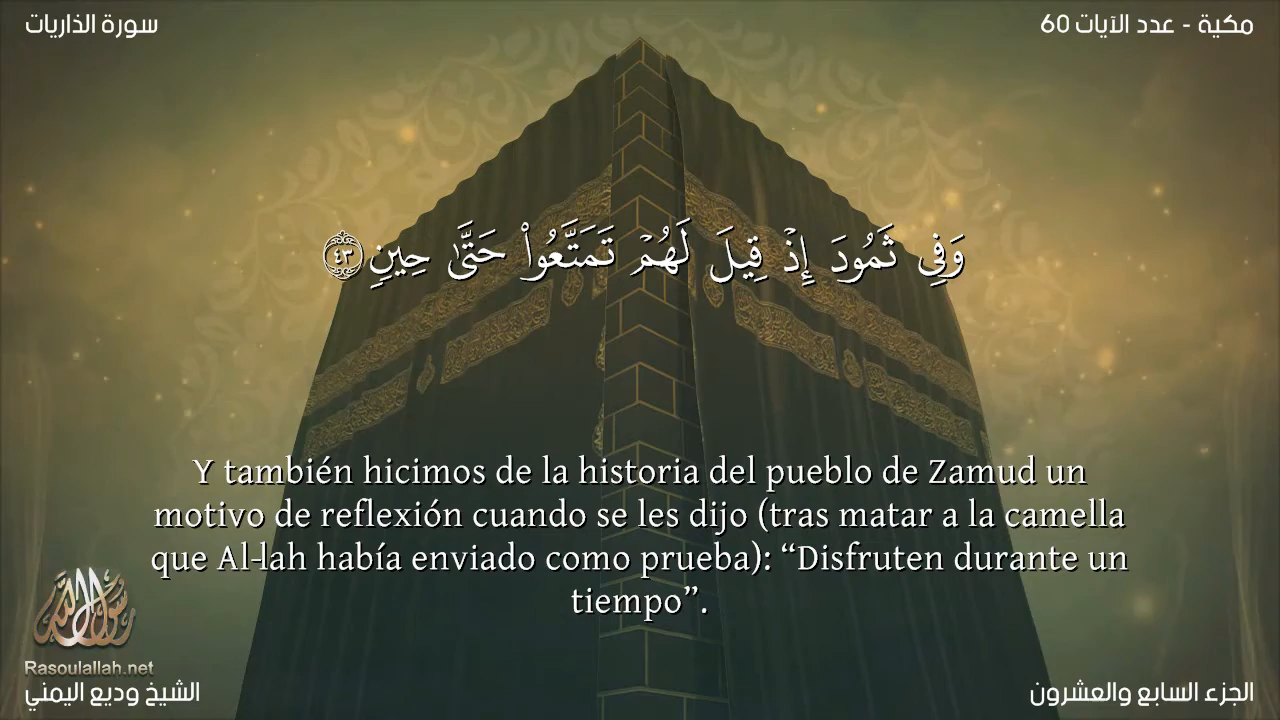 سورة الذاريات
مكية - عدد الآيات 60
وَفِى ثَمُودَ إِذْ قِيلَ لَهُمْ تَمَتَّعُوا۟ حَتَّىٰ حِينٍۢ ٤٣
Y también hicimos de la historia del pueblo de Zamud un
motivo de reflexión cuando se les dijo (tras matar a la camella
que Al-lah había enviado como prueba): “Disfruten durante un
tiempo”.
رسول الله
Rasoulallah.net
الشيخ وديع اليمني
الجزء السابع والعشرون